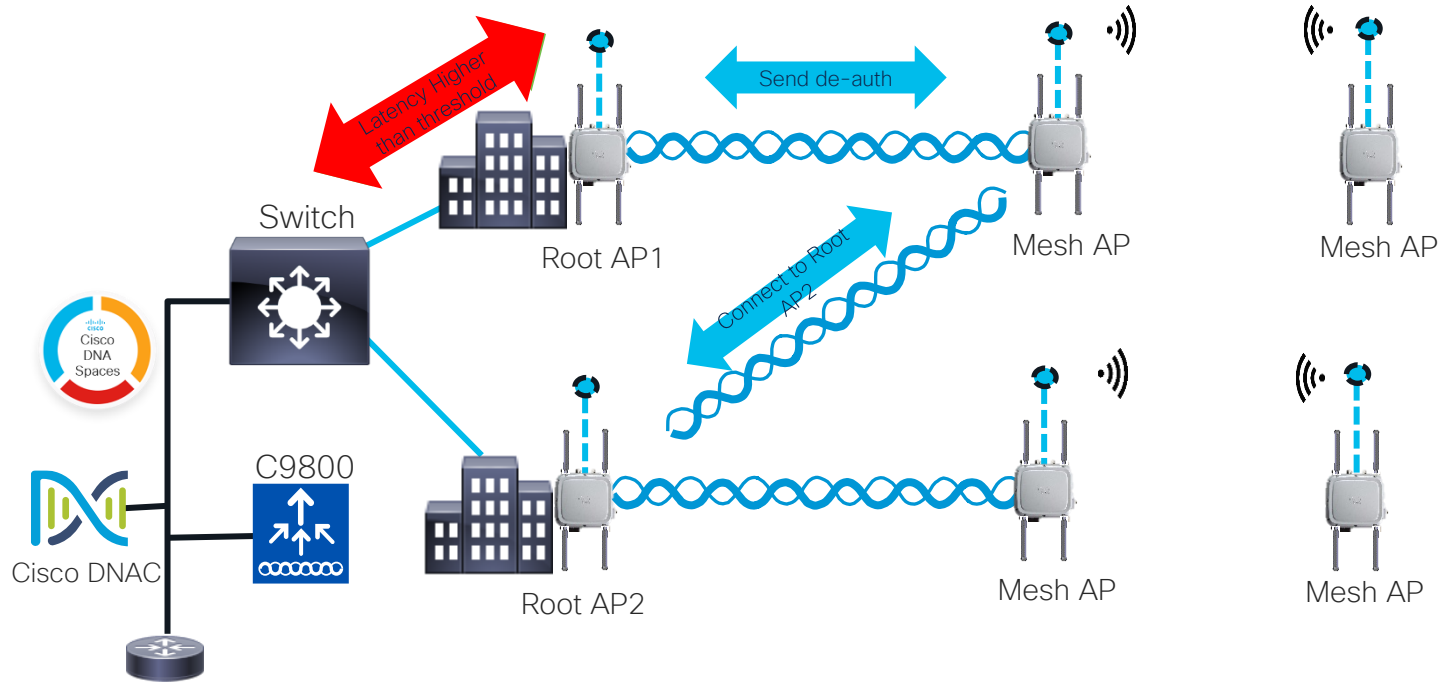 Latency Higher
than threshold
Send de-auth
Switch
Root AP1
Mesh AP
Mesh AP
Connect to Root
AP2
cisco
Cisco
DNA
Spaces
C9800
Cisco DNAC
Root AP2
Mesh AP
Mesh AP